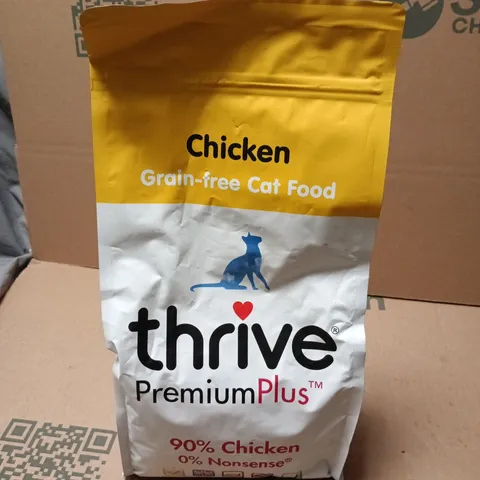 Chicken
Grain-free Cat Food
thrive®
PremiumPlus™
90% Chicken
0% Nonsense®